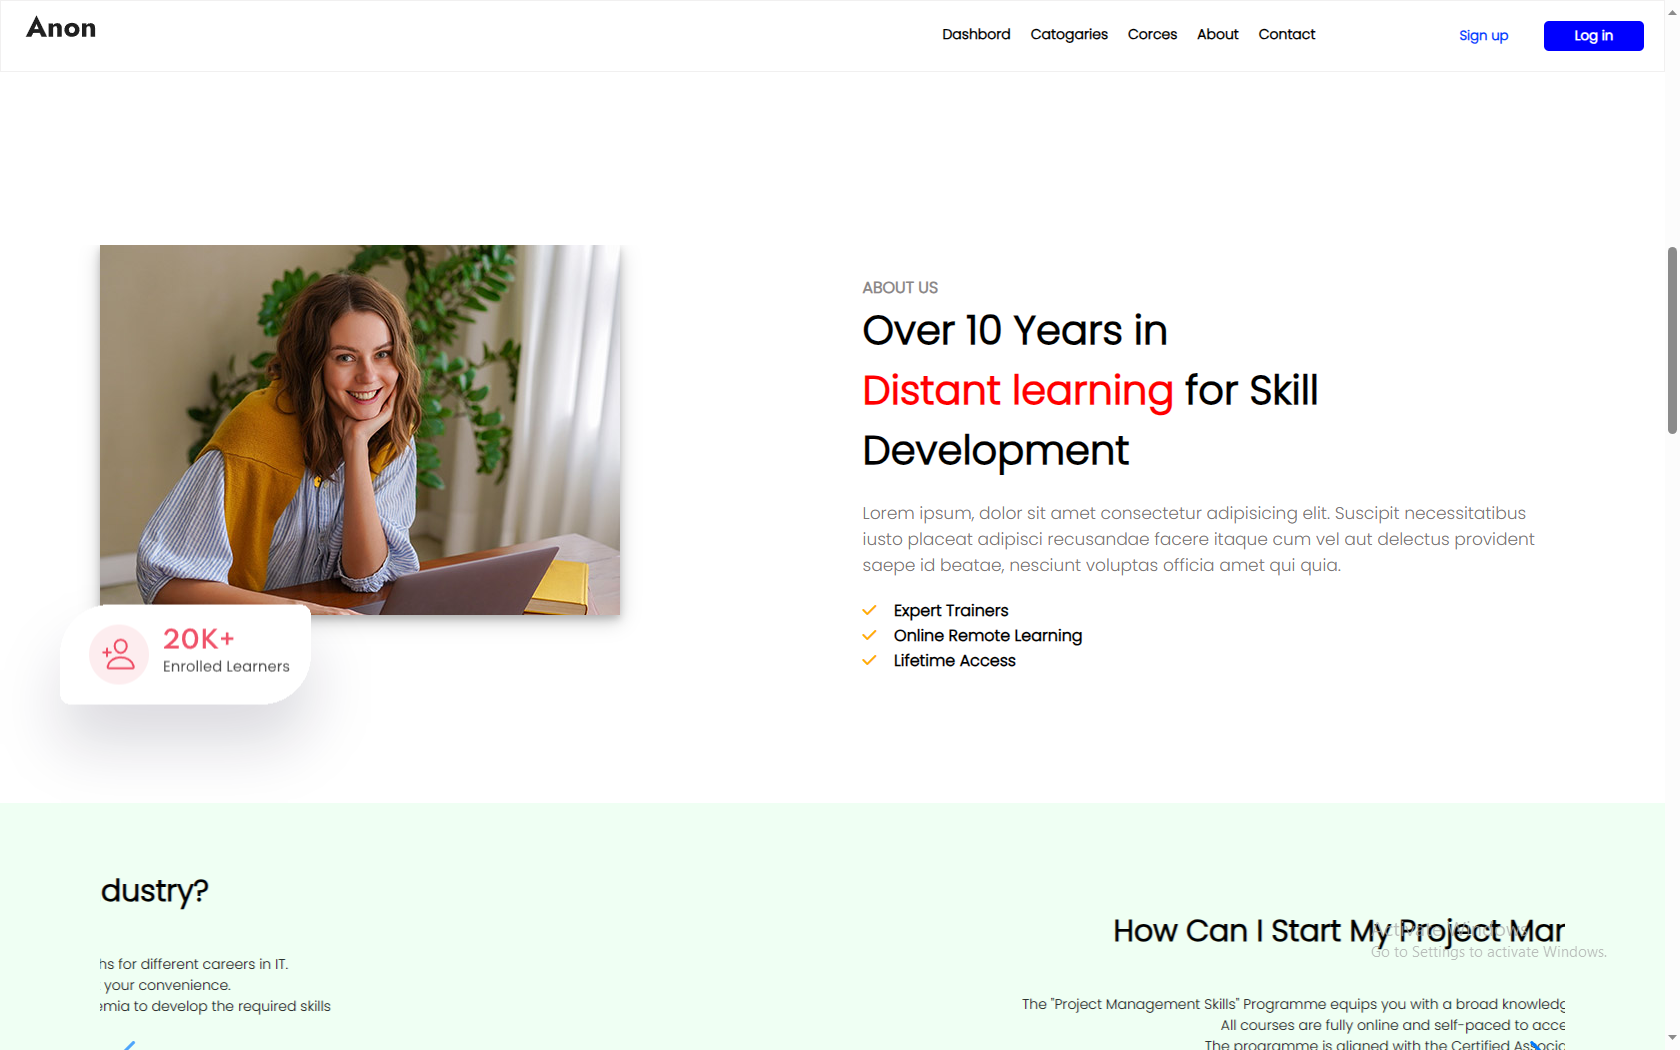 Anon
Dashbord Catogaries Corces About Contact
Sign up
Log in
ABOUT US
Over 10 Years in
Distant learning for Skill
Development
Lorem ipsum, dolor sit amet consectetur adipisicing elit. Suscipit necessitatibus
iusto placeat adipisci recusandae facere itaque cum vel aut delectus provident
saepe id beatae, nesciunt voluptas officia amet qui quia.
Expert Trainers
Online Remote Learning
Lifetime Access
20K+
Enrolled Learners
dustry?
hs for different careers in IT.
your convenience.
emia to develop the required skills
How Can I Start My Project Mar
The "Project Management Skills" Programme equips you with a broad knowledg
All courses are fully online and self-paced to acce
The programme is aligned with the Certified Associa
Activate Windows
Go to Settings to activate Windows.